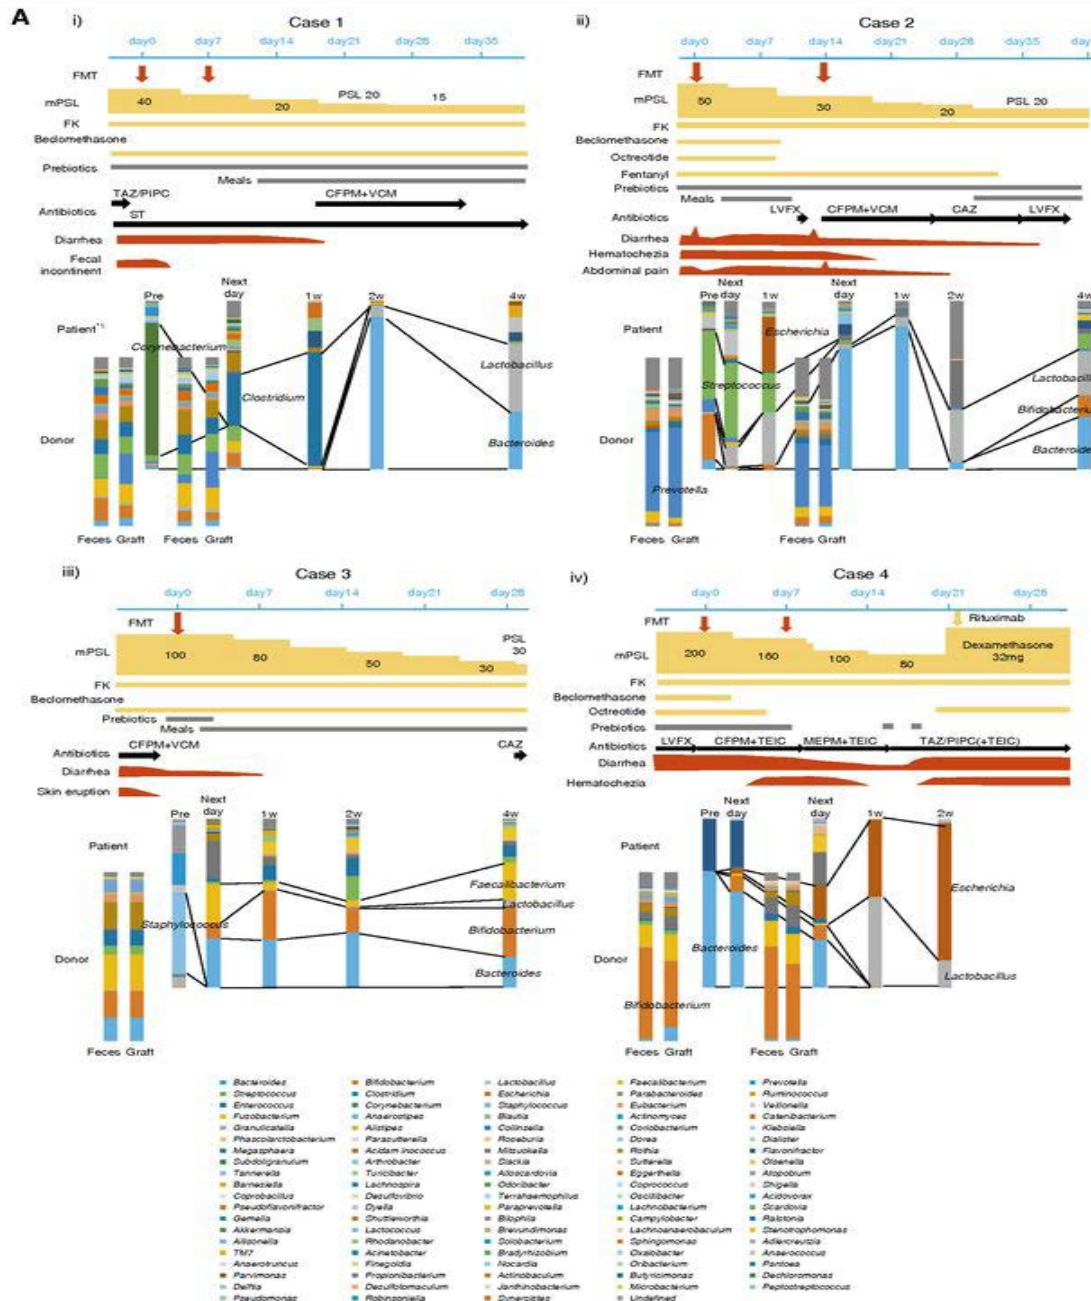 A
i) Case 1
day0 day7 day14 day21 day28 day35
FMT
mPSL 40 20 PSL 20 15
FK
Beclomethasone
Prebiotics
Meals
TAZ/PIPC CFPM+VCM
Antibiotics
ST
Diarrhea
Fecal
incontinent
Pre Next
day 1w 2w 4w
Patient*1
Corynebacterium
Clostridium
Lactobacillus
Bacteroides
Donor
Feces Graft Feces Graft
ii) Case 2
day0 day7 day14 day21 day28 day35
FMT
mPSL 50 30 20 PSL 20
FK
Beclomethasone
Octreotide
Fentanyl
Prebiotics
Meals
Antibiotics LVFX CFPM+VCM CAZ LVFX
Diarrhea
Hematochezia
Abdominal pain
Pre Next
day 1w Next
day 1w 2w
Patient
Escherichia
Streptococcus
Prevotella
Donor
Feces Graft Feces Graft
iii) Case 3
day0 day7 day14 day21 day28
FMT
mPSL 100 80 50 30 PSL
30
FK
Beclomethasone
Prebiotics
Meals
Antibiotics CFPM+VCM CAZ
Diarrhea
Skin eruption
Pre Next
day 1w 2w 4w
Patient
Staphylococcus
Faecalibacterium
Lactobacillus
Bifidobacterium
Bacteroides
Donor
Feces Graft
iv) Case 4
day0 day7 day14 day21 day28
FMT Rituximab
mPSL 200 160 100 80 Dexamethasone
32mg
FK
Beclomethasone
Octreotide
Prebiotics
Antibiotics LVFX CFPM+TEIC MEPM+TEIC TAZ/PIPC(+TEIC)
Diarrhea
Hematochezia
Pre Next
day Next
day 1w 2w
Patient
Bacteroides
Escherichia
Lactobacillus
Bifidobacterium
Donor
Feces Graft Feces Graft
Bacteroides Bifidobacterium Lactobacillus Faecalibacterium Prevotella
Streptococcus Clostridium Escherichia Parabacteroides Ruminococcus
Enterococcus Corynebacterium Staphylococcus Eubacterium Veillonella
Fusobacterium Anaerostipes Blautia Actinomyces Catenibacterium
Granulicatella Alistipes Collinsella Coriobacterium Klebsiella
Phascolarctobacterium Parasutterella Roseburia Dorea Dialister
Megasphaera Acidaminococcus Mitsuokella Rothia Flavonifractor
Subdoligranulum Arthrobacter Slackia Sutterella Olsenella
Tannerella Turicibacter Alloscardovia Eggerthella Atopobium
Barnesiella Lachnospira Odoribacter Coprococcus Shigella
Coprobacillus Desulfovibrio Terrahaemophilus Oscillibacter Acidovorax
Pseudoflavonifractor Dyella Paraprevotella Lachnobacterium Scardovia
Gemella Shuttleworthia Bilophila Campylobacter Ralstonia
Akkermansia Lactococcus Brevundimonas Lachnoanaerobaculum Stenotrophomonas
Allisonella Rhodanobacter Solobacterium Sphingomonas Adlercreutzia
TM7 Acinetobacter Bradyrhizobium Oxalobacter Anaerococcus
Anaerotruncus Finegoldia Nocardia Oribacterium Pantoea
Parvimonas Propionibacterium Actinobaculum Butyricimonas Dechloromonas
Delftia Desulfotomaculum Janthinobacterium Microbacterium Peptostreptococcus
Pseudomonas Robinsoniella Synergistes Undefined